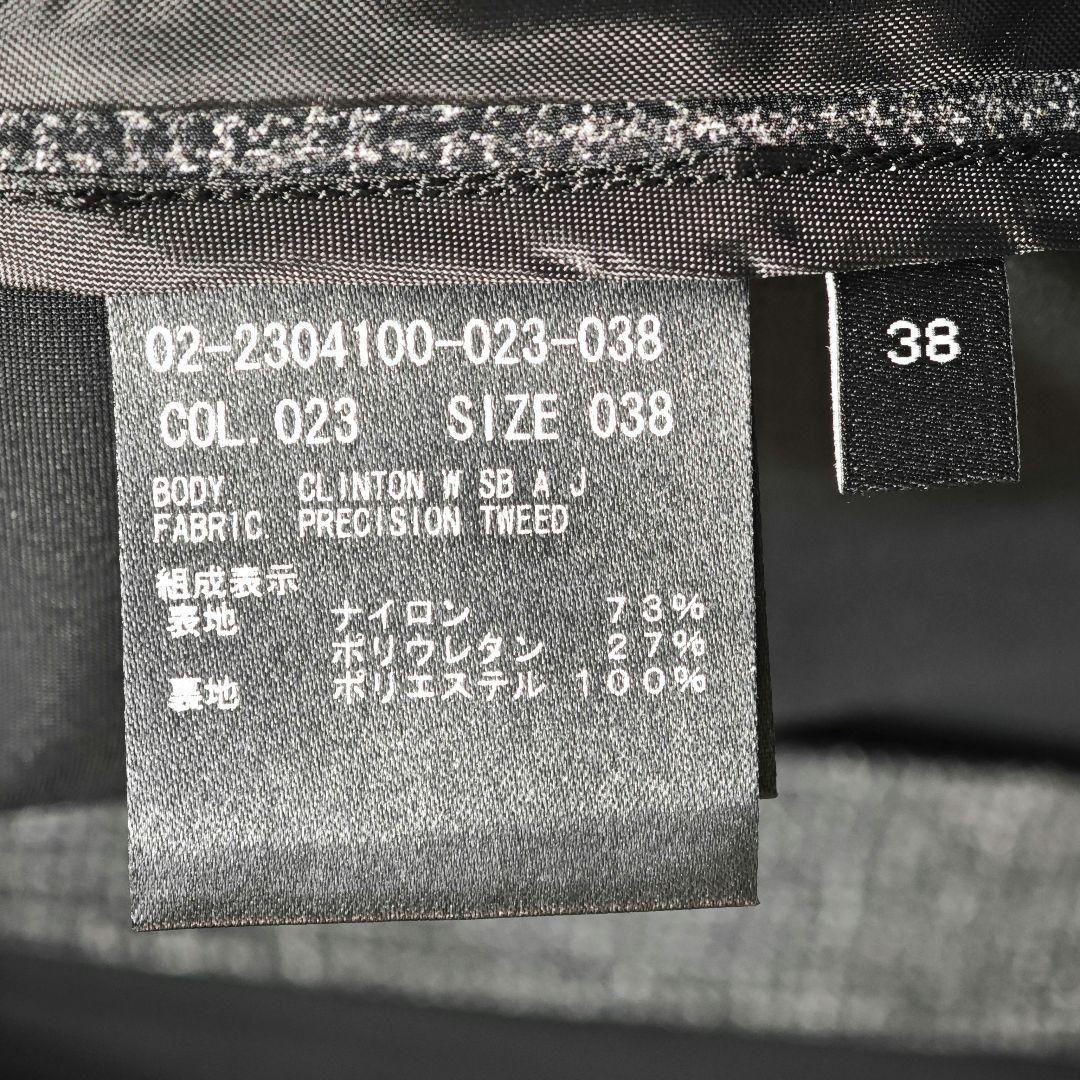 02-2304100-023-038
COL. 023 SIZE 038
BODY. CLINTON W SB A J
FABRIC PRECISION TWEED
組成表示
表地 ナイロン 73%
ポリウレタン 27%
裏地 ポリエステル 100%
38